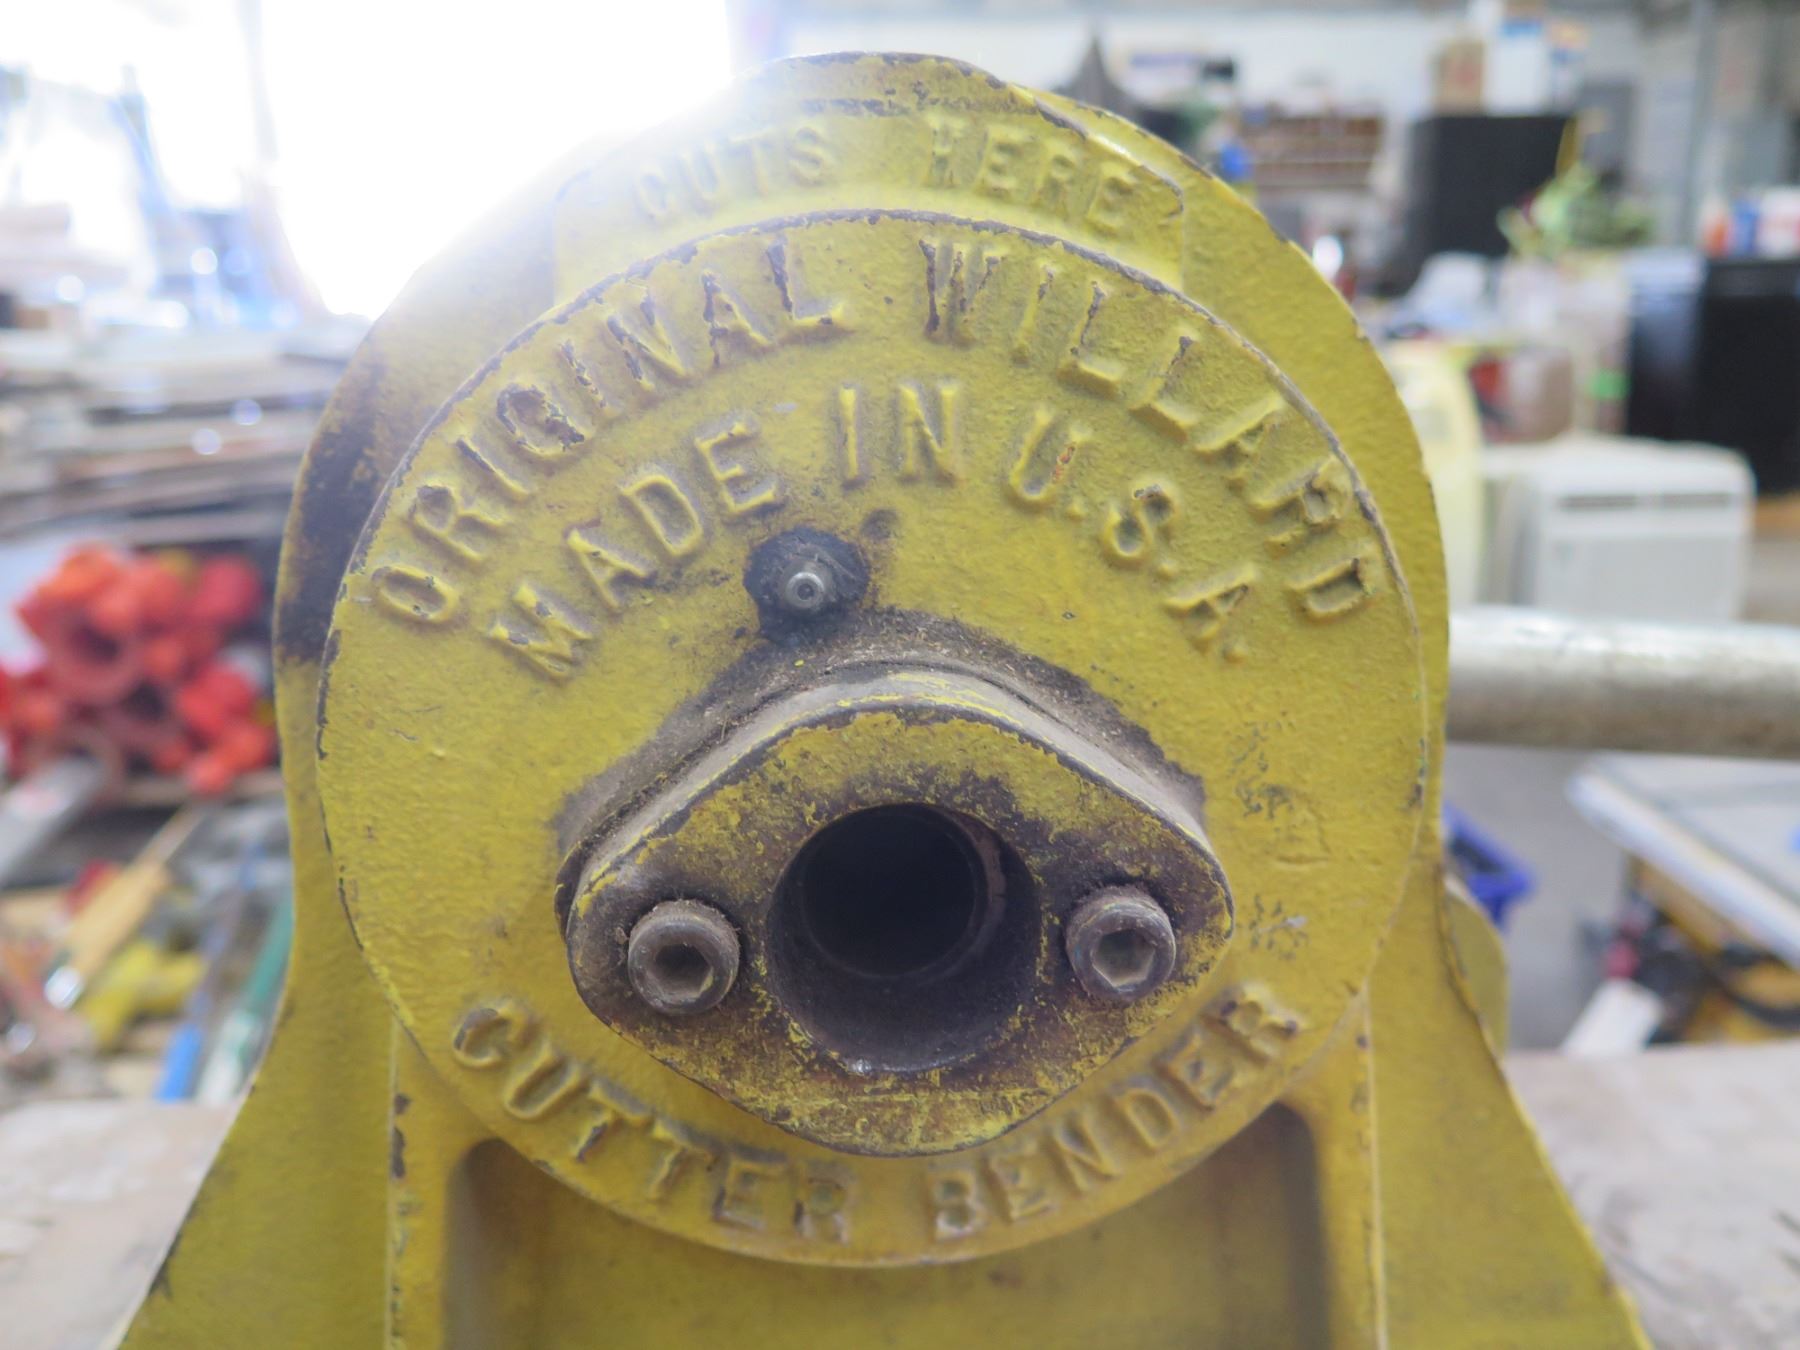 CUTS HERE
ORIGINAL WILLARD
MADE IN U.S.A.
CUTTER BENDER